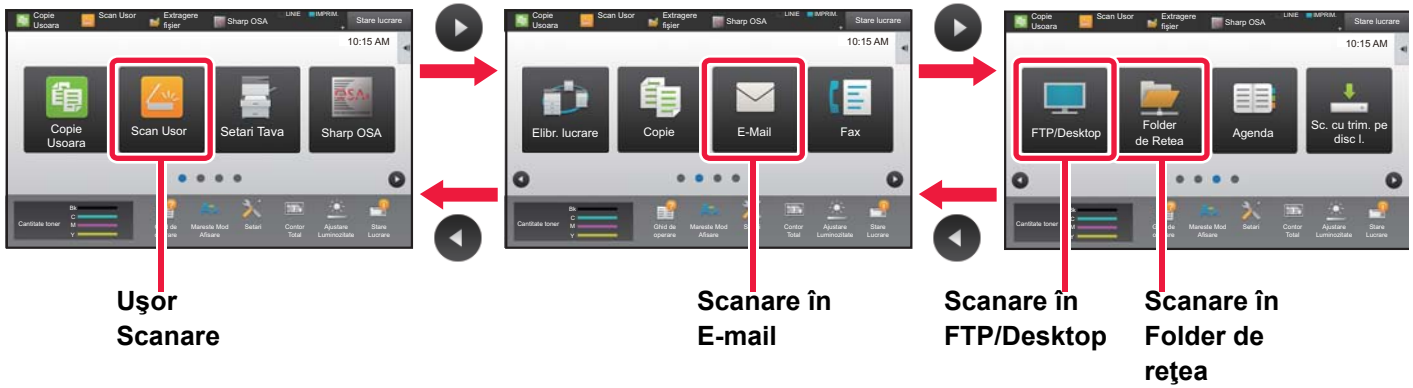 Copie
Usoara
Scan Usor
Extragere
fişier
Sharp OSA
LINIE
IMPRIM.
Stare lucrare
10:15 AM
Copie
Usoara
Scan Usor
Setari Tava
Sharp OSA
Cantitate toner
Bk
C
M
Y
Mareste Mod
Afisare
Setari
Contor
Total
Ajustare
Luminozitate
Stare
Lucrare
Copie
Usoara
Scan Usor
Extragere
fişier
Sharp OSA
LINIE
IMPRIM.
Stare lucrare
10:15 AM
Elibr. lucrare
Copie
E-Mail
Fax
Cantitate toner
Bk
C
M
Y
Ghid de
operare
Mareste Mod
Afisare
Contor
Total
Ajustare
Luminozitate
Stare
Lucrare
Copie
Usoara
Scan Usor
Extragere
fişier
Sharp OSA
LINIE
IMPRIM.
Stare lucrare
10:15 AM
FTP/Desktop
Folder
de Retea
Agenda
Sc. cu trim. pe
disc l.
Cantitate toner
C
M
Y
Mareste Mod
Afisare
Setari
Contor
Total
Ajustare
Luminozitate
Stare
Lucrare
Uşor
Scanare
Scanare în
E-mail
Scanare în
FTP/Desktop
Scanare în
Folder de
reţea